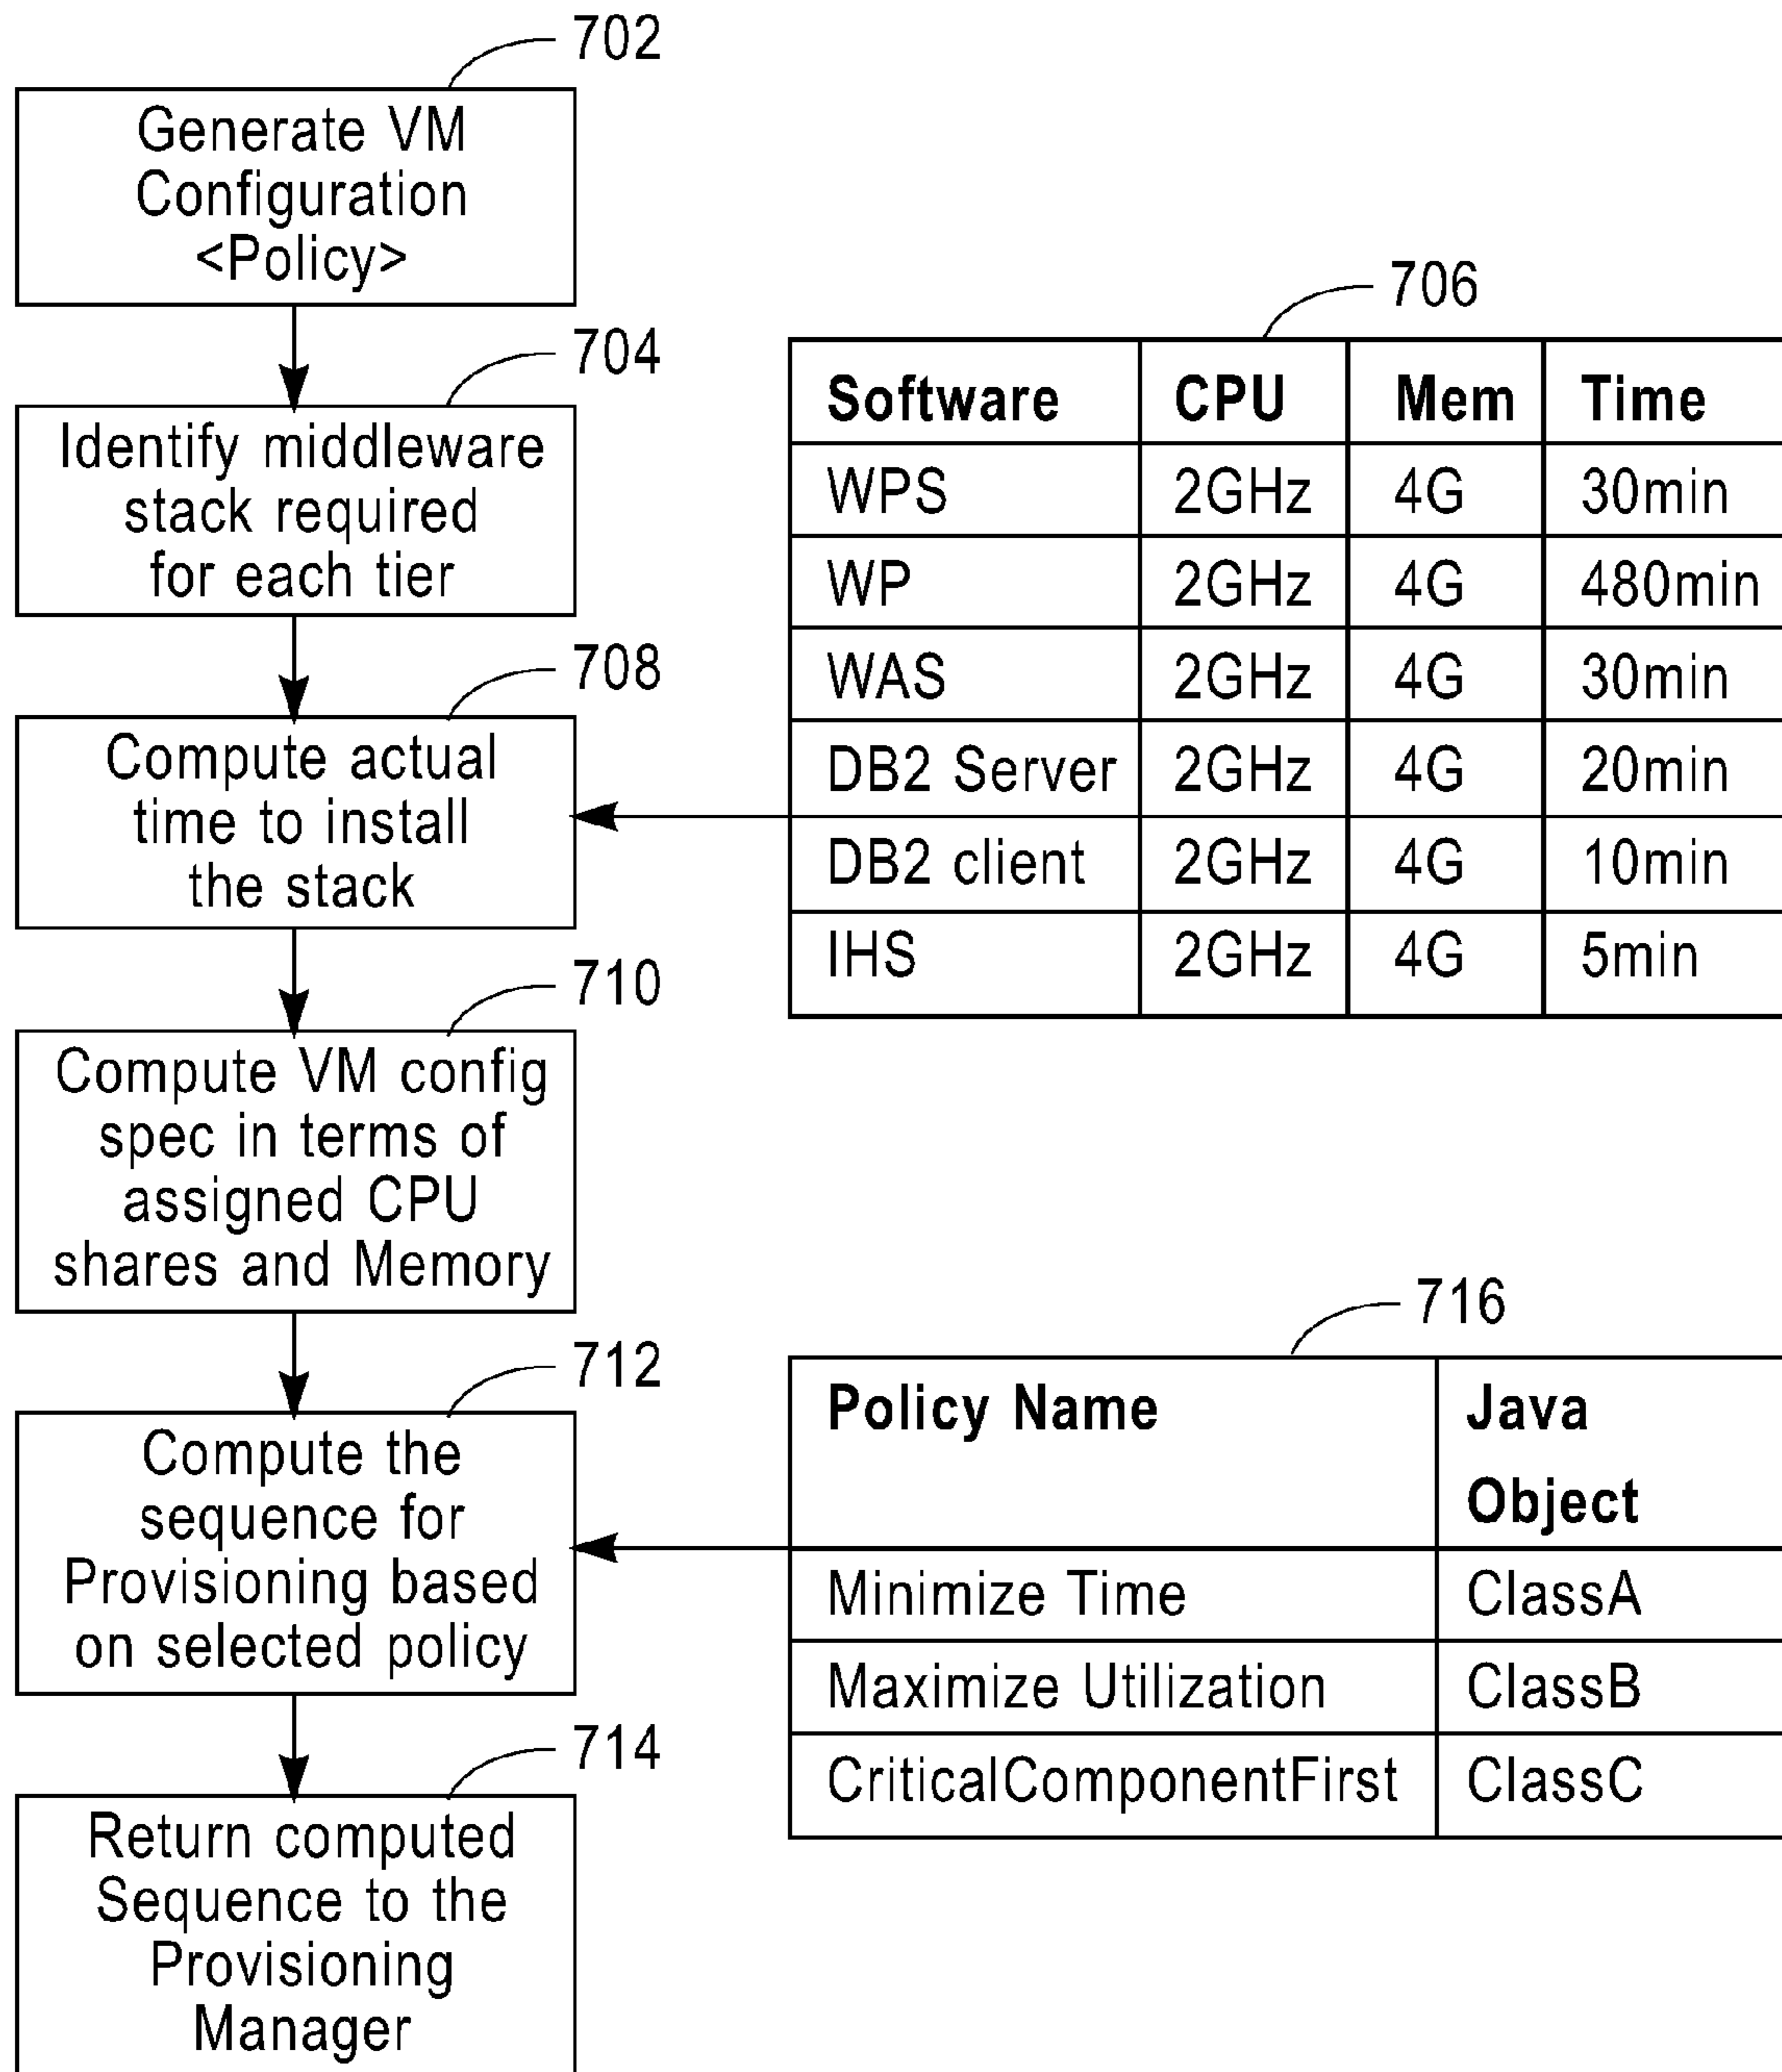 702
Generate VM
Configuration
<Policy>
704
Identify middleware
stack required
for each tier
706
Software CPU Mem Time
WPS 2GHz 4G 30min
WP 2GHz 4G 480min
WAS 2GHz 4G 30min
DB2 Server 2GHz 4G 20min
DB2 client 2GHz 4G 10min
IHS 2GHz 4G 5min
708
Compute actual
time to install
the stack
710
Compute VM config
spec in terms of
assigned CPU
shares and Memory
712
Compute the
sequence for
Provisioning based
on selected policy
716
Policy Name Java
Object
Minimize Time ClassA
Maximize Utilization ClassB
CriticalComponentFirst ClassC
714
Return computed
Sequence to the
Provisioning
Manager